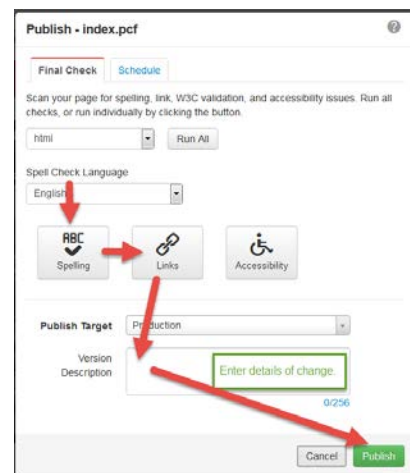 Publish - index.pcf
Final Check
Schedule
Scan your page for spelling, link, W3C validation, and accessibility issues. Run all
checks, or run individually by clicking the button.
html
Run All
Spell Check Language
English
ABC
Spelling
Links
Accessibility
Publish Target
Production
Version
Description
Enter details of change
0/256
Cancel
Publish